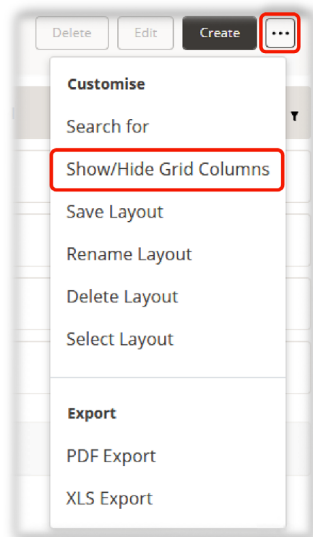 Delete Edit Create ...
Customise
Search for
Show/Hide Grid Columns
Save Layout
Rename Layout
Delete Layout
Select Layout
Export
PDF Export
XLS Export